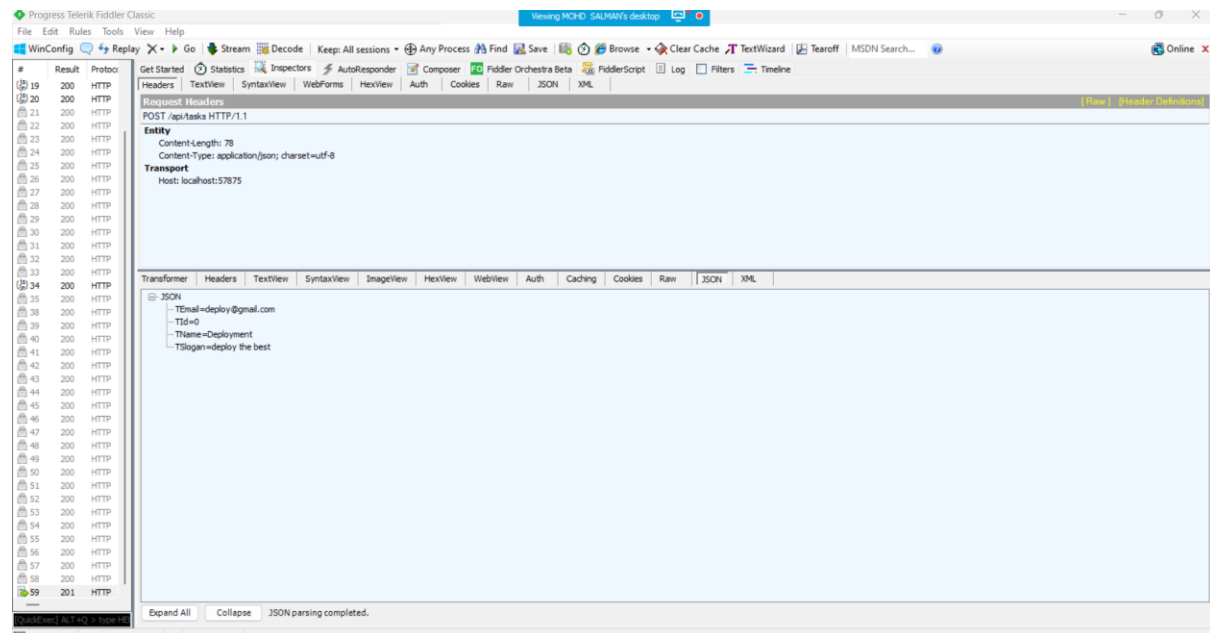 Progress Telerik Fiddler Classic
Viewing MOHD SALMAN's desktop
File Edit Rules Tools View Help
WinConfig Replay Go Stream Decode Keep: All sessions Any Process Find Save Browse Clear Cache TextWizard Tearoff MSDN Search... Online X
# Result Protoc Get Started Statistics Inspectors AutoResponder Composer FO Fiddler Orchestra Beta FiddlerScript Log Filters Timeline
19 200 HTTP Headers TextView SyntaxView WebForms HexView Auth Cookies Raw JSON XML
20 200 HTTP Request Headers [Raw] [Header Definitions]
21 200 HTTP POST /api/tasks HTTP/1.1
22 200 HTTP Entity
23 200 HTTP Content-Length: 78
24 200 HTTP Content-Type: application/json; charset=utf-8
25 200 HTTP Transport
26 200 HTTP Host: localhost:57875
27 200 HTTP
28 200 HTTP
29 200 HTTP
30 200 HTTP
31 200 HTTP
32 200 HTTP
33 200 HTTP Transformer Headers TextView SyntaxView ImageView HexView WebView Auth Caching Cookies Raw JSON XML
34 200 HTTP JSON
35 200 HTTP TEmail=deploy@gmail.com
38 200 HTTP TId=0
39 200 HTTP TName=Deployment
40 200 HTTP TSlogan=deploy the best
41 200 HTTP
42 200 HTTP
43 200 HTTP
44 200 HTTP
45 200 HTTP
46 200 HTTP
47 200 HTTP
48 200 HTTP
49 200 HTTP
50 200 HTTP
51 200 HTTP
52 200 HTTP
53 200 HTTP
54 200 HTTP
55 200 HTTP
56 200 HTTP
57 200 HTTP
58 200 HTTP
59 201 HTTP
Expand All Collapse JSON parsing completed.
[QuickExec] ALT+Q > type HE